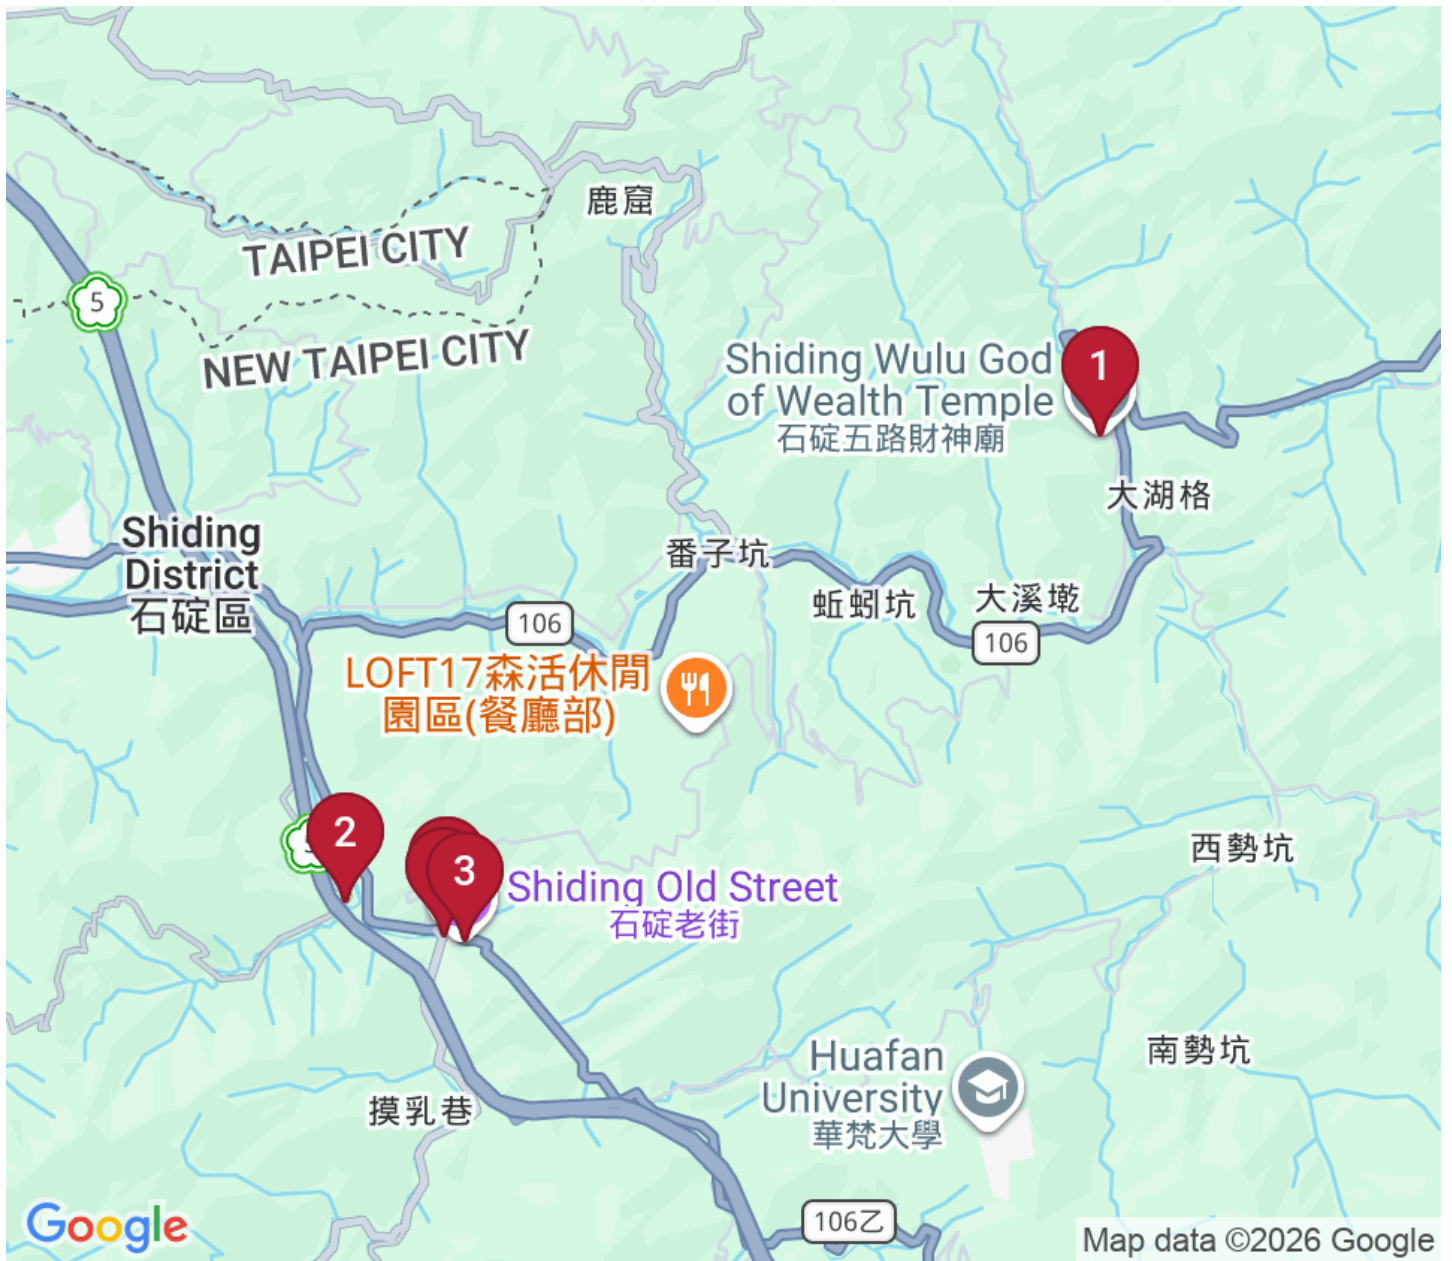 鹿窟
TAIPEI CITY
5
NEW TAIPEI CITY
Shiding Wulu God
of Wealth Temple
石碇五路財神廟
1
大湖格
Shiding
District
石碇區
番子坑
106
蚯蚓坑
大溪墘
106
LOFT17森活休閒
園區(餐廳部)
2
3
西勢坑
Shiding Old Street
石碇老街
Huafan
University
華梵大學
南勢坑
摸乳巷
106乙
Google
Map data ©2026 Google